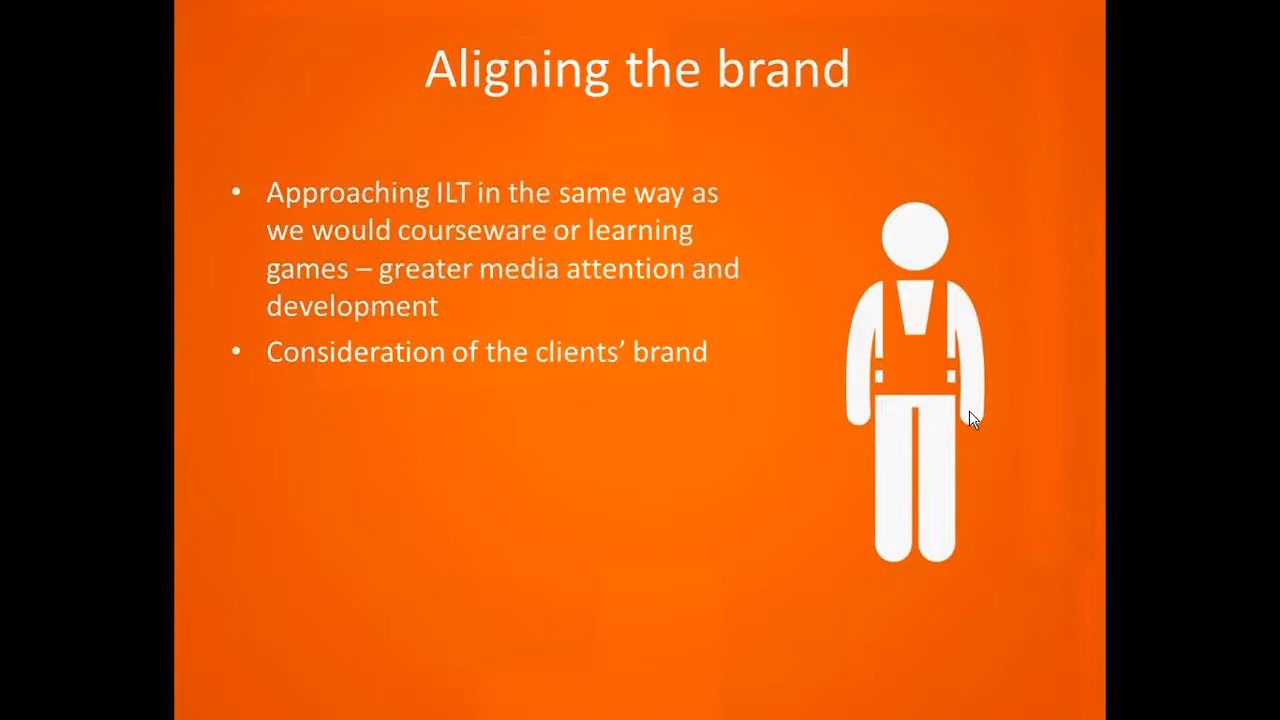 Aligning the brand
• Approaching ILT in the same way as
we would courseware or learning
games – greater media attention and
development
• Consideration of the clients’ brand